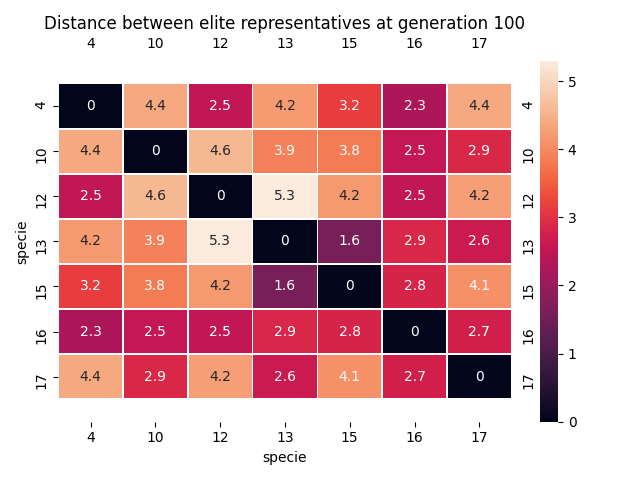 Distance between elite representatives at generation 100
4 10 12 13 15 16 17
4 0 4.4 2.5 4.2 3.2 2.3 4.4 4
10 4.4 0 4.6 3.9 3.8 2.5 2.9 10
12 2.5 4.6 0 5.3 4.2 2.5 4.2 12
13 4.2 3.9 5.3 0 1.6 2.9 2.6 13
15 3.2 3.8 4.2 1.6 0 2.8 4.1 15
16 2.3 2.5 2.5 2.9 2.8 0 2.7 16
17 4.4 2.9 4.2 2.6 4.1 2.7 0 17
4 10 12 13 15 16 17
specie
specie
5
4
3
2
1
0